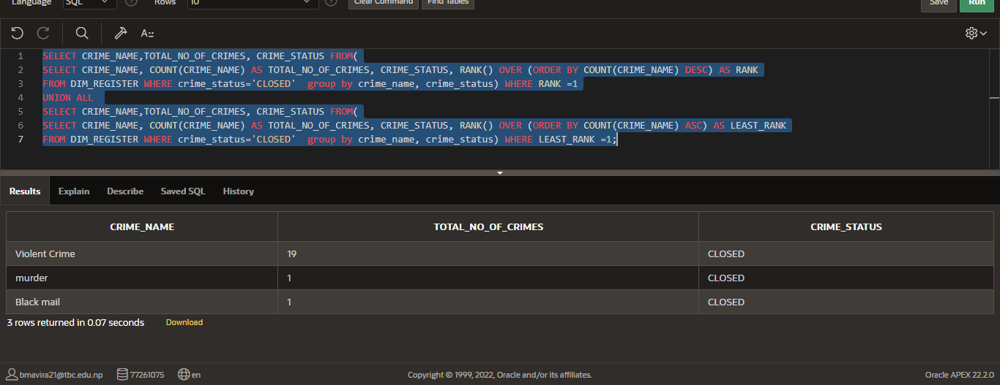 Language SQL ? Rows 10 ? Clear Command Find Tables Save Run
A::
1 SELECT CRIME_NAME,TOTAL_NO_OF_CRIMES, CRIME_STATUS FROM(
2 SELECT CRIME_NAME, COUNT(CRIME_NAME) AS TOTAL_NO_OF_CRIMES, CRIME_STATUS, RANK() OVER (ORDER BY COUNT(CRIME_NAME) DESC) AS RANK
3 FROM DIM_REGISTER WHERE crime_status='CLOSED'  group by crime_name, crime_status) WHERE RANK =1
4 UNION ALL
5 SELECT CRIME_NAME,TOTAL_NO_OF_CRIMES, CRIME_STATUS FROM(
6 SELECT CRIME_NAME, COUNT(CRIME_NAME) AS TOTAL_NO_OF_CRIMES, CRIME_STATUS, RANK() OVER (ORDER BY COUNT(CRIME_NAME) ASC) AS LEAST_RANK
7 FROM DIM_REGISTER WHERE crime_status='CLOSED'  group by crime_name, crime_status) WHERE LEAST_RANK =1;
Results Explain Describe Saved SQL History
CRIME_NAME TOTAL_NO_OF_CRIMES CRIME_STATUS
Violent Crime 19 CLOSED
murder 1 CLOSED
Black mail 1 CLOSED
3 rows returned in 0.07 seconds Download
bmavira21@tbc.edu.np 77261075 en Copyright © 1999, 2022, Oracle and/or its affiliates. Oracle APEX 22.2.0